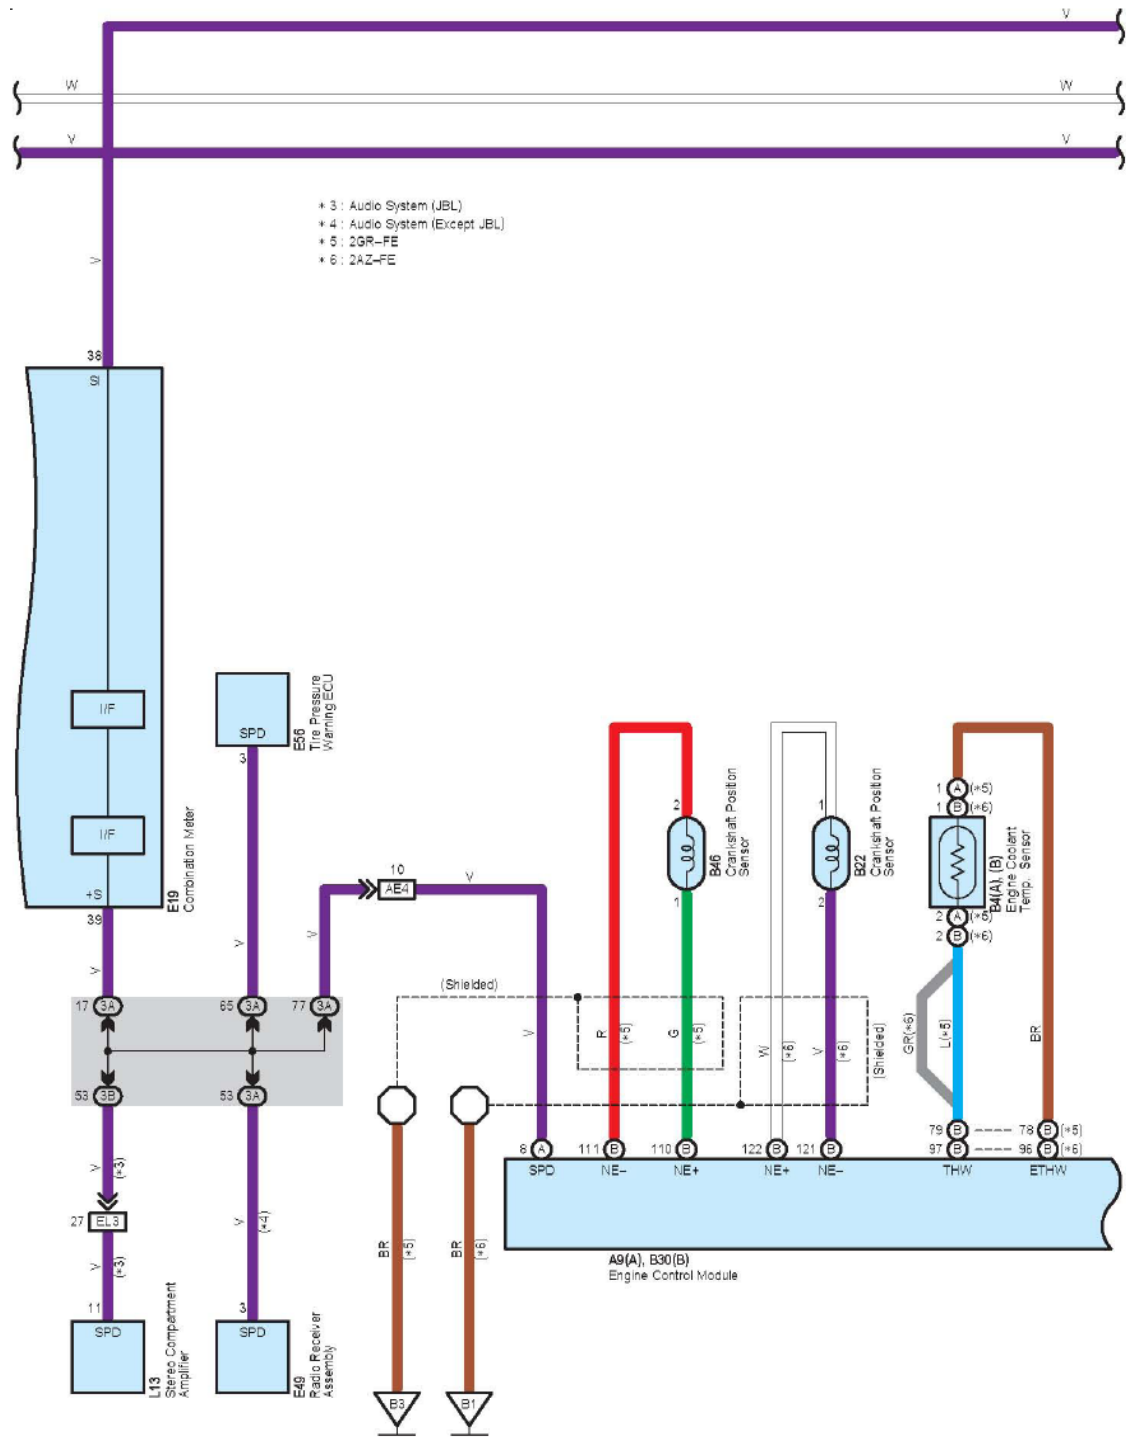 V
W
W
V
V
* 3 : Audio System (JBL)
* 4 : Audio System (Except JBL)
* 5 : 2GR–FE
* 6 : 2AZ–FE
V
38
SI
I/F
I/F
+S
39
E19
Combination Meter
SPD
3
E56
Tire Pressure
Warning ECU
V
V
V
10
AE4
V
V
17
3A
65
3A
77
3A
53
3B
53
3A
V
(*3)
27
EL3
V
(*3)
11
SPD
L13
Stereo Compartment
Amplifier
V
(*4)
3
SPD
E49
Radio Receiver
Assembly
(Shielded)
BR
(*5)
B3
BR
(*6)
B1
2
1
B46
Crankshaft Position
Sensor
R
(*5)
G
(*5)
1
2
B22
Crankshaft Position
Sensor
W
(*6)
V
(*6)
(Shielded)
1
A
(*5)
1
B
(*6)
B4(A), (B)
Engine Coolant
Temp. Sensor
2
A
(*5)
2
B
(*6)
GR(*6)
L(*5)
BR
8
A
111
B
110
B
122
B
121
B
79
B
78
B
(*5)
97
B
96
B
(*6)
SPD
NE–
NE+
NE+
NE–
THW
ETHW
A9(A), B30(B)
Engine Control Module